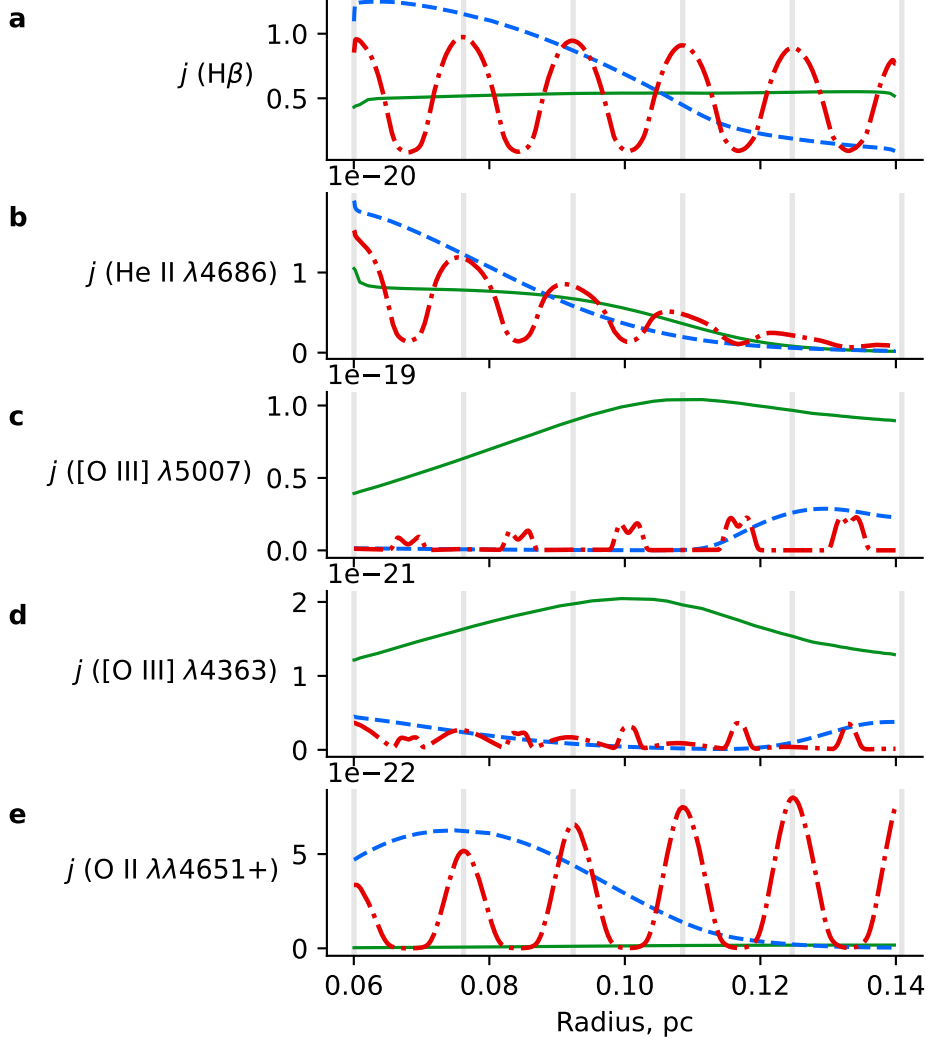 a
j (Hβ)
1.0
0.5
1e−20
b
j (He II λ4686)
1
0
1e−19
c
j ([O III] λ5007)
1.0
0.5
0.0
1e−21
d
j ([O III] λ4363)
2
1
0
1e−22
e
j (O II λλ4651+)
5
0
0.06 0.08 0.10 0.12 0.14
Radius, pc